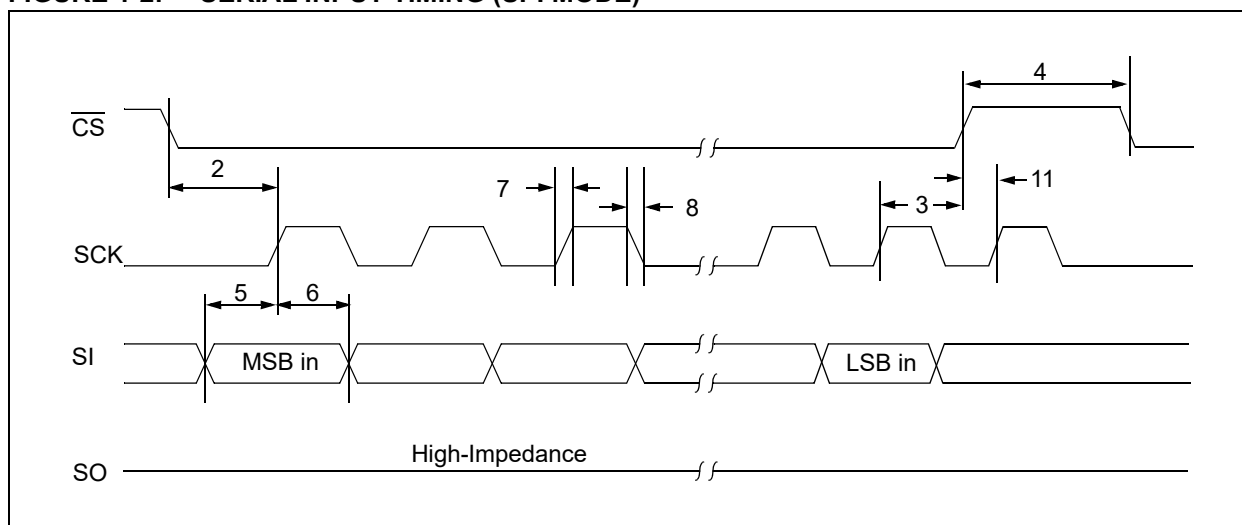 FIGURE 1-2: SERIAL INPUT TIMING (SPI MODE)
4
CS
2
7
8
3
11
SCK
5
6
SI
MSB in
LSB in
High-Impedance
SO